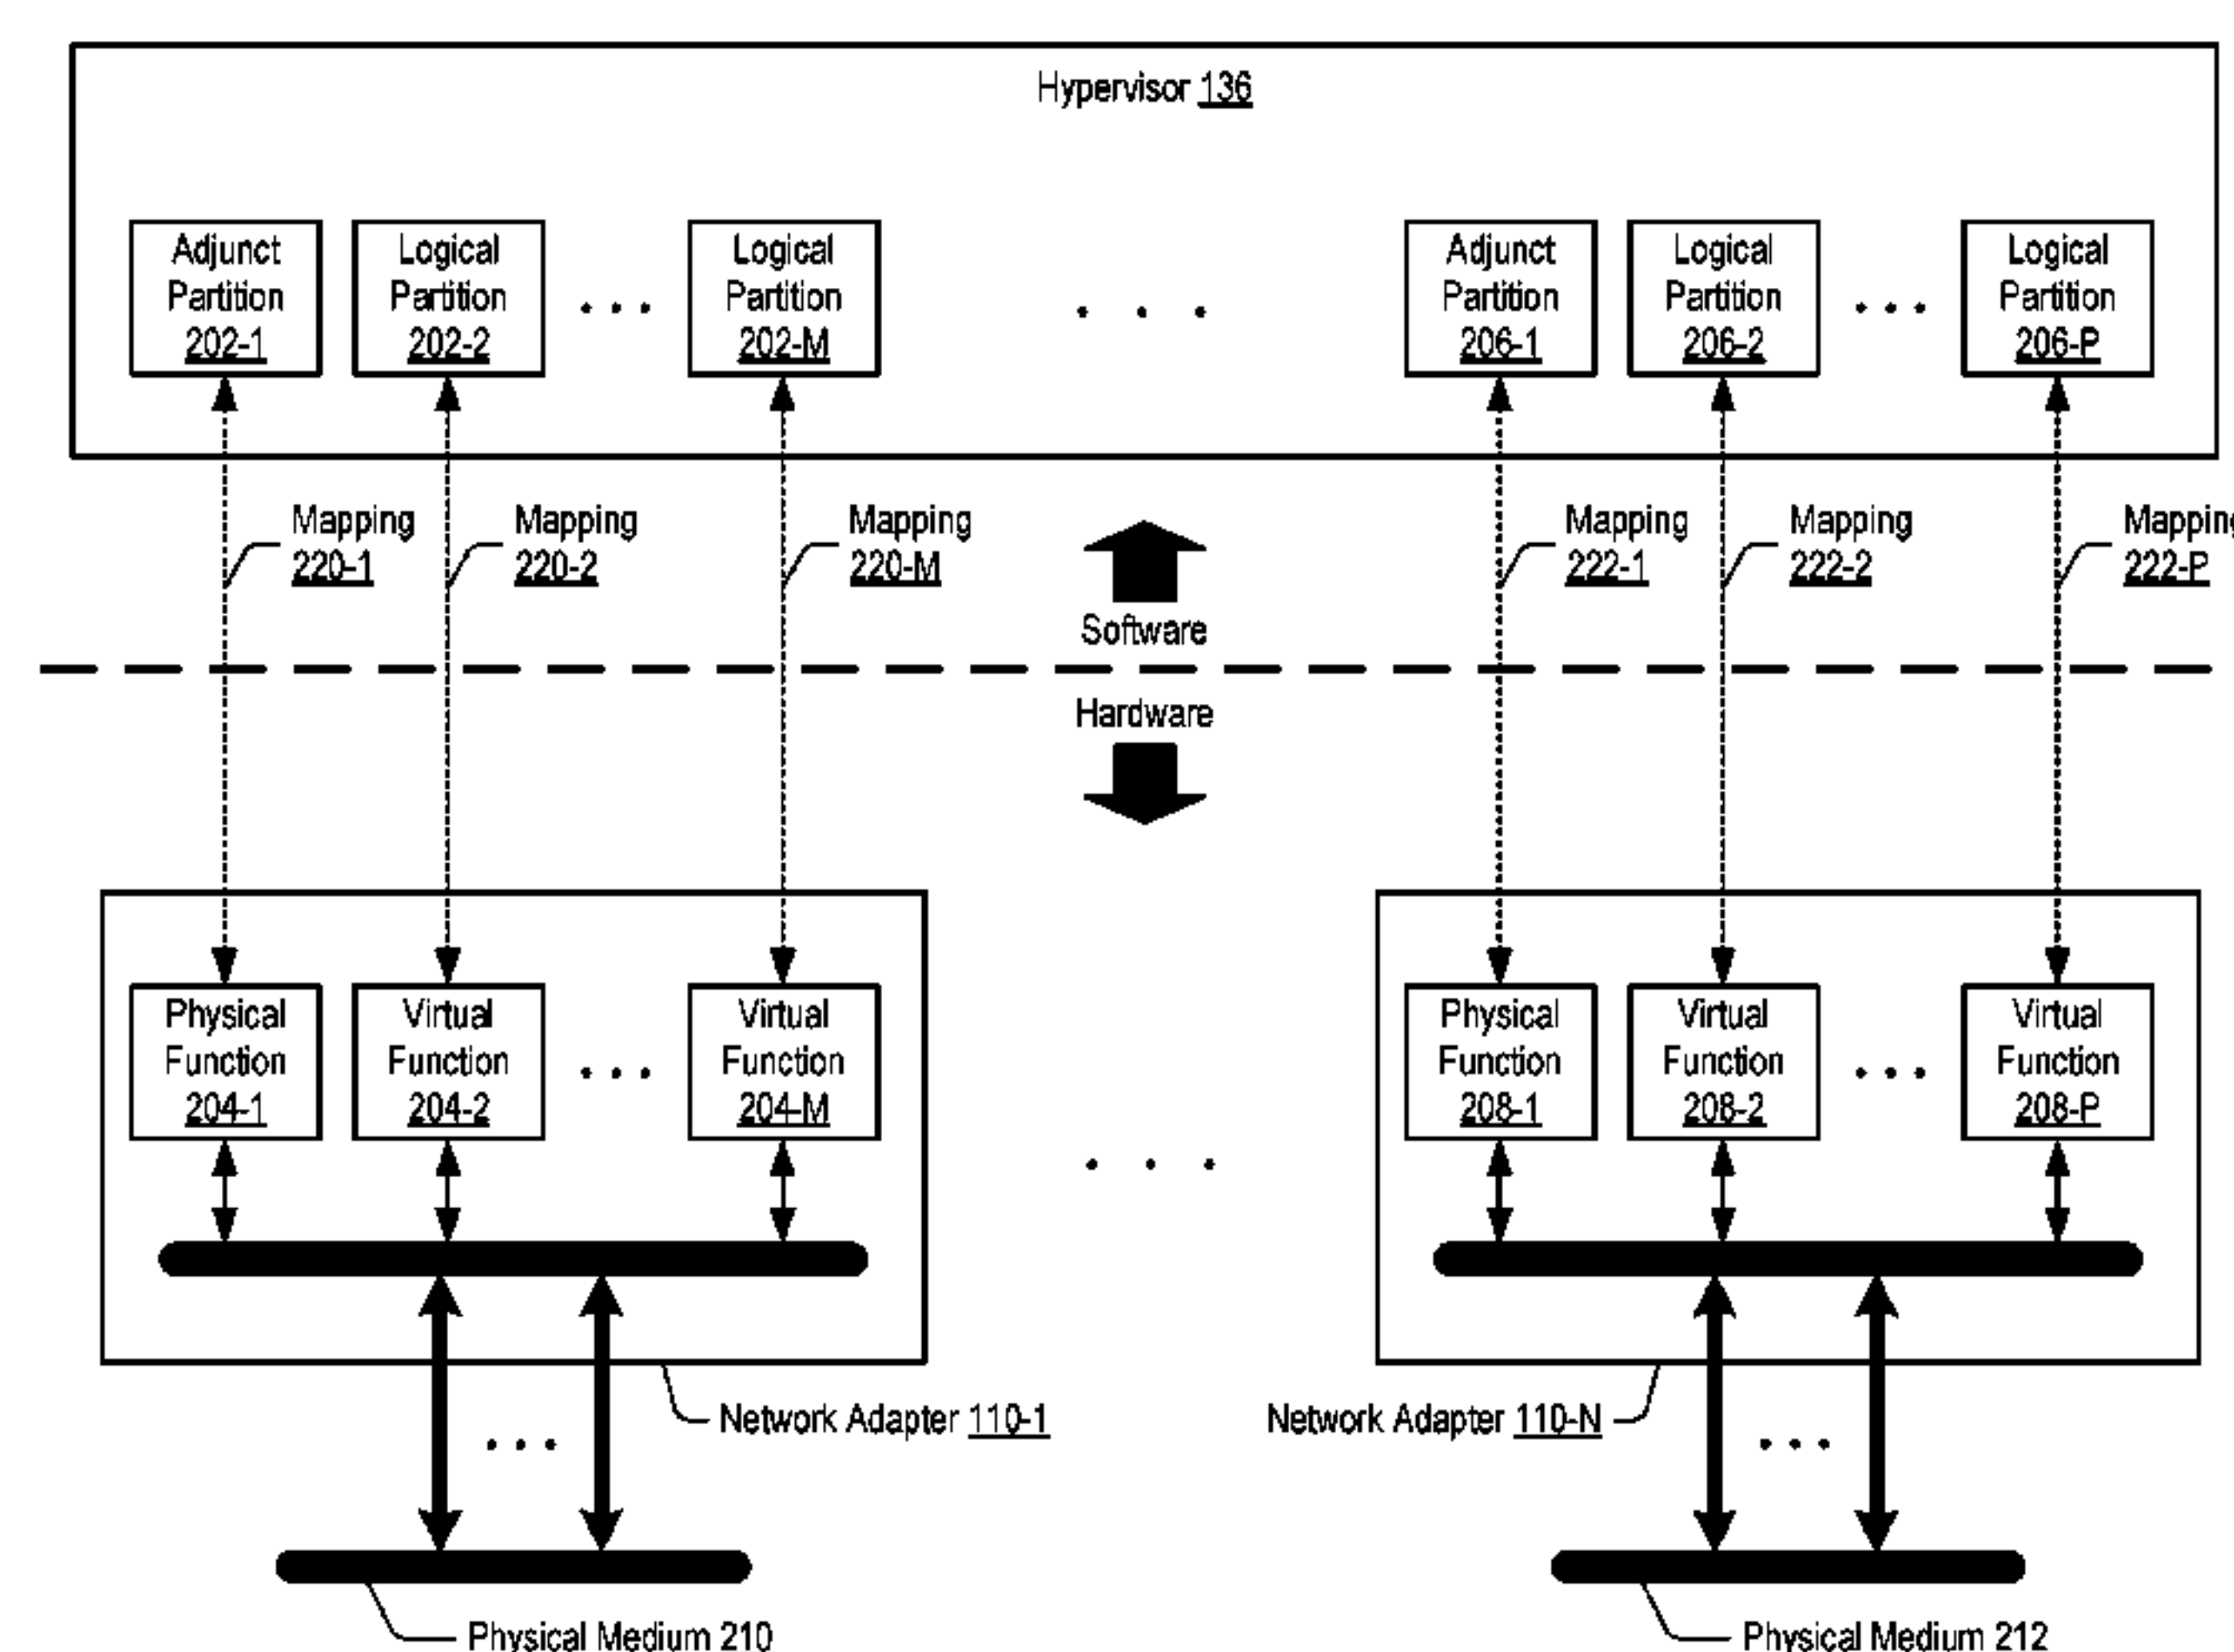 Hypervisor 136
Adjunct
Partition
202-1
Logical
Partition
202-2
Logical
Partition
202-M
Adjunct
Partition
206-1
Logical
Partition
206-2
Logical
Partition
206-P
Mapping
220-1
Mapping
220-2
Mapping
220-M
Mapping
222-1
Mapping
222-2
Mapping
222-P
Software
Hardware
Physical
Function
204-1
Virtual
Function
204-2
Virtual
Function
204-M
Physical
Function
208-1
Virtual
Function
208-2
Virtual
Function
208-P
Network Adapter 110-1
Network Adapter 110-N
Physical Medium 210
Physical Medium 212